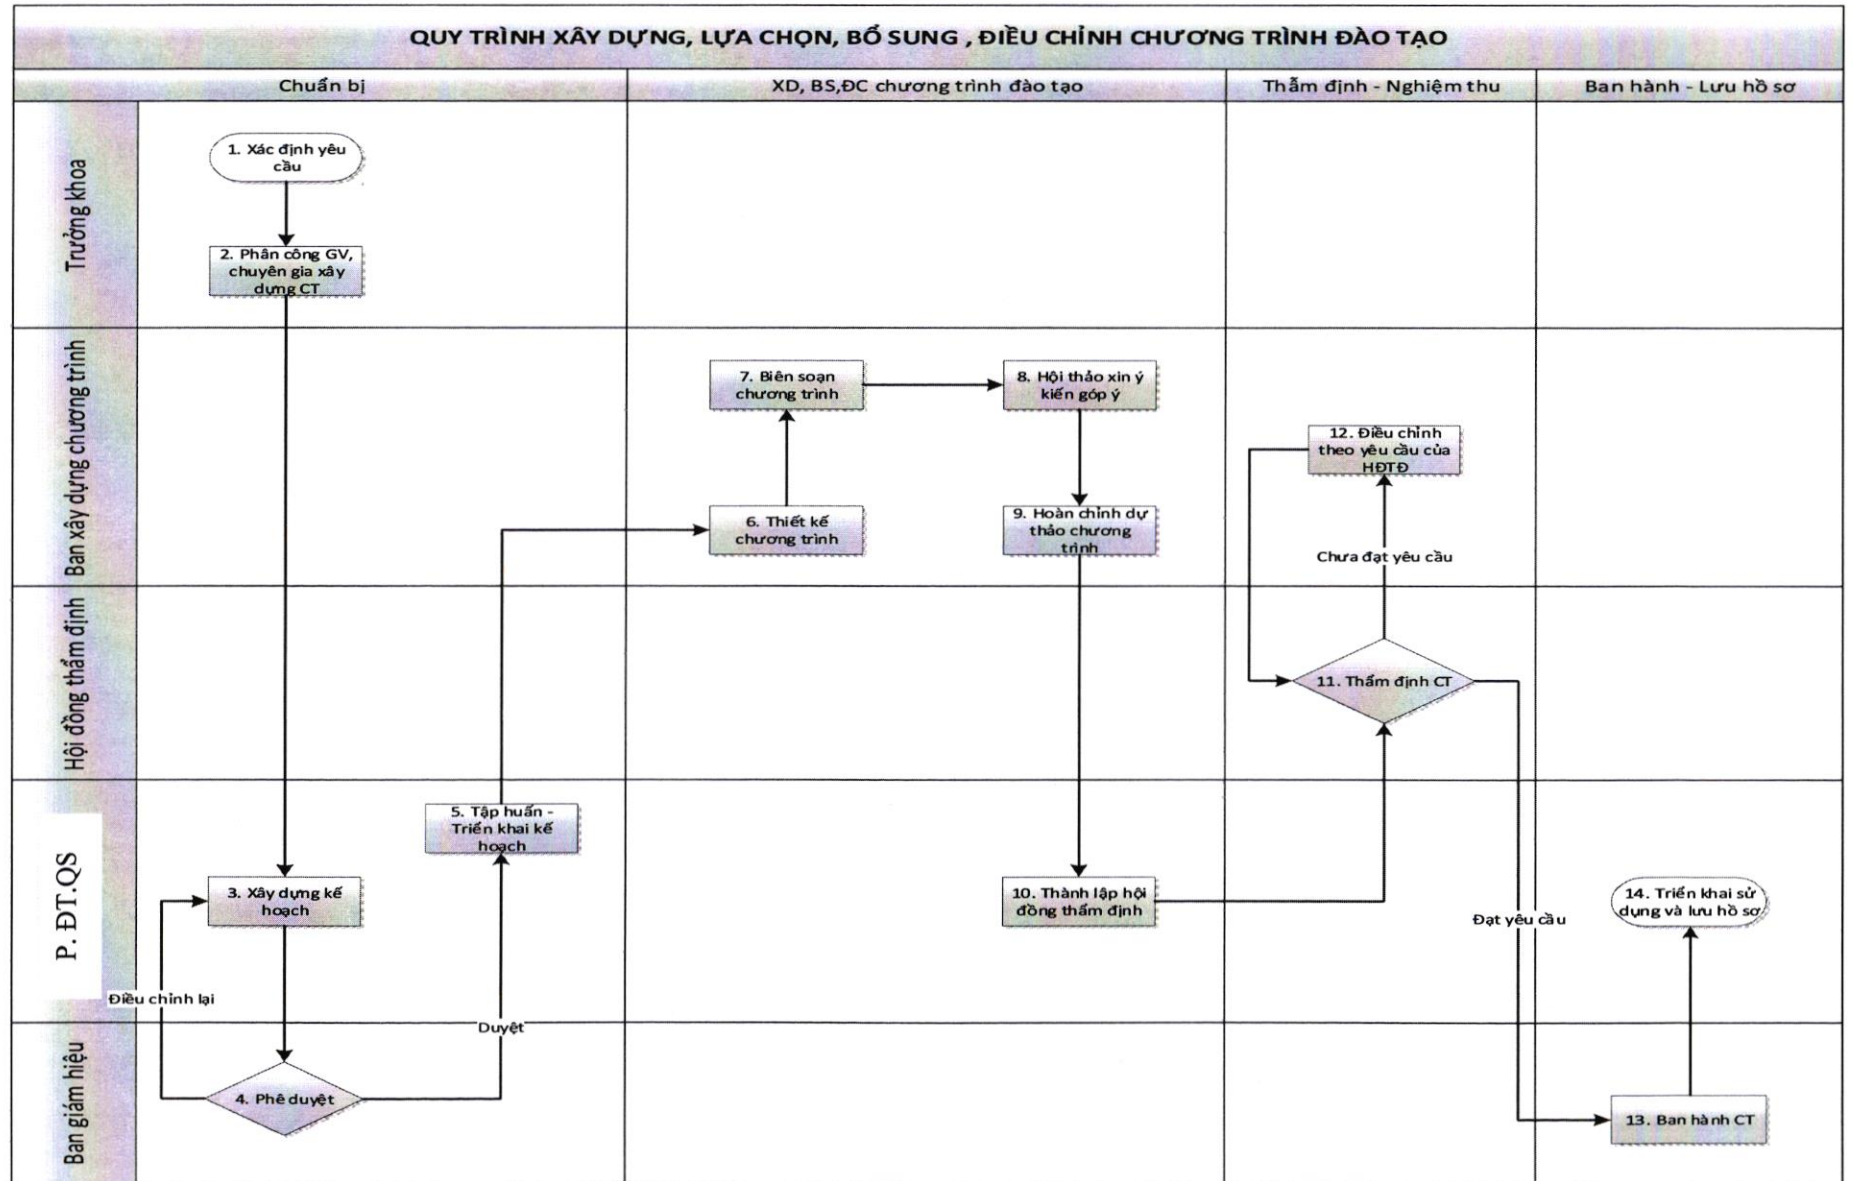 QUY TRÌNH XÂY DỰNG, LỰA CHỌN, BỔ SUNG , ĐIỀU CHỈNH CHƯƠNG TRÌNH ĐÀO TẠO
Chuẩn bị
XD, BS,ĐC chương trình đào tạo
Thẩm định - Nghiệm thu
Ban hành - Lưu hồ sơ
Trưởng khoa
1. Xác định yêu
cầu
2. Phân công GV,
chuyên gia xây
dựng CT
Ban xây dựng chương trình
7. Biên soạn
chương trình
8. Hội thảo xin ý
kiến góp ý
12. Điều chỉnh
theo yêu cầu của
HĐTĐ
6. Thiết kế
chương trình
9. Hoàn chỉnh dự
thảo chương
trình
Chưa đạt yêu cầu
Hội đồng thẩm định
11. Thẩm định CT
P. ĐT.QS
5. Tập huấn -
Triển khai kế
hoạch
3. Xây dựng kế
hoạch
10. Thành lập hội
đồng thẩm định
14. Triển khai sử
dụng và lưu hồ sơ
Đạt yêu cầu
Điều chỉnh lại
Duyệt
Ban giám hiệu
4. Phê duyệt
13. Ban hành CT